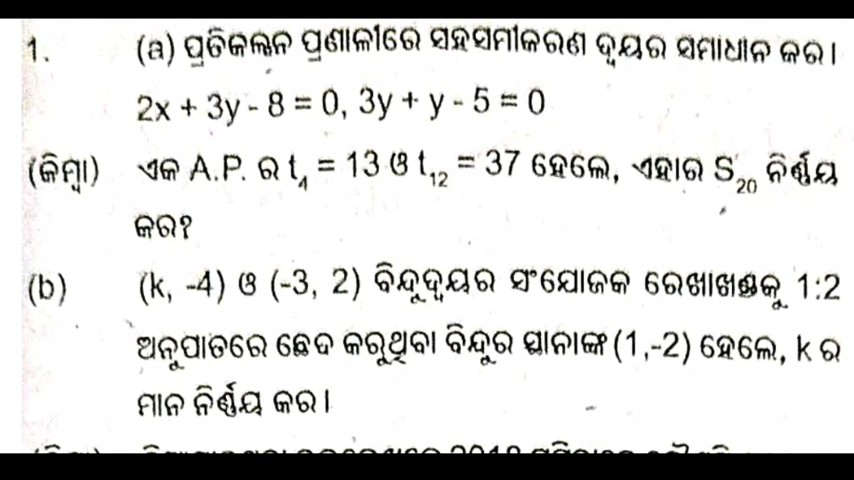 1. (a) ପ୍ରତିକଳ୍ପନ ପ୍ରଣାଳୀରେ ସହସମୀକରଣ ଦ୍ୱୟର ସମାଧାନ କର।
2x + 3y - 8 = 0, 3y + y - 5 = 0
(କିମ୍ବା) ଏକ A.P. ର t₄ = 13 ଓ t₁₂ = 37 ହେଲେ, ଏହାର S₂₀ ନିର୍ଣ୍ଣୟ
କର?
(b) (k, -4) ଓ (-3, 2) ବିନ୍ଦୁଦ୍ୱୟର ସଂଯୋଜକ ରେଖାଖଣ୍ଡକୁ 1:2
ଅନୁପାତରେ ଛେଦ କରୁଥିବା ବିନ୍ଦୁର ସ୍ଥାନାଙ୍କ (1,-2) ହେଲେ, k ର
ମାନ ନିର୍ଣ୍ଣୟ କର।